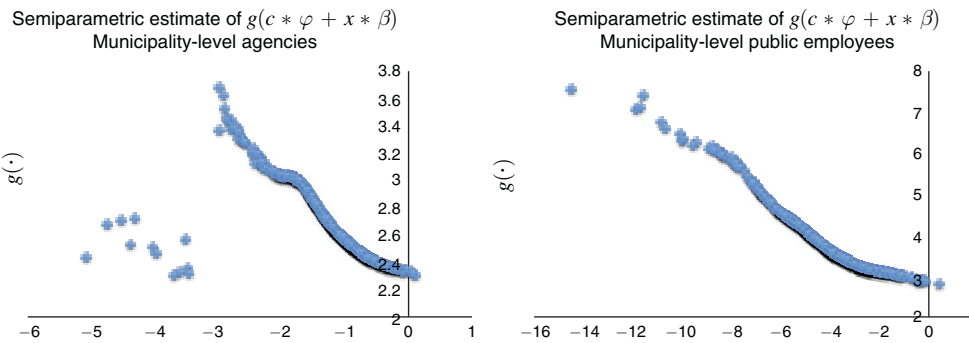 Semiparametric estimate of g(c ∗ φ + x ∗ β)
Municipality-level agencies
g(·)
3.8
3.6
3.4
3.2
3
2.8
2.6
2.4
2.2
2
−6 −5 −4 −3 −2 −1 0 1
Semiparametric estimate of g(c ∗ φ + x ∗ β)
Municipality-level public employees
g(·)
8
7
6
5
4
3
2
−16 −14 −12 −10 −8 −6 −4 −2 0